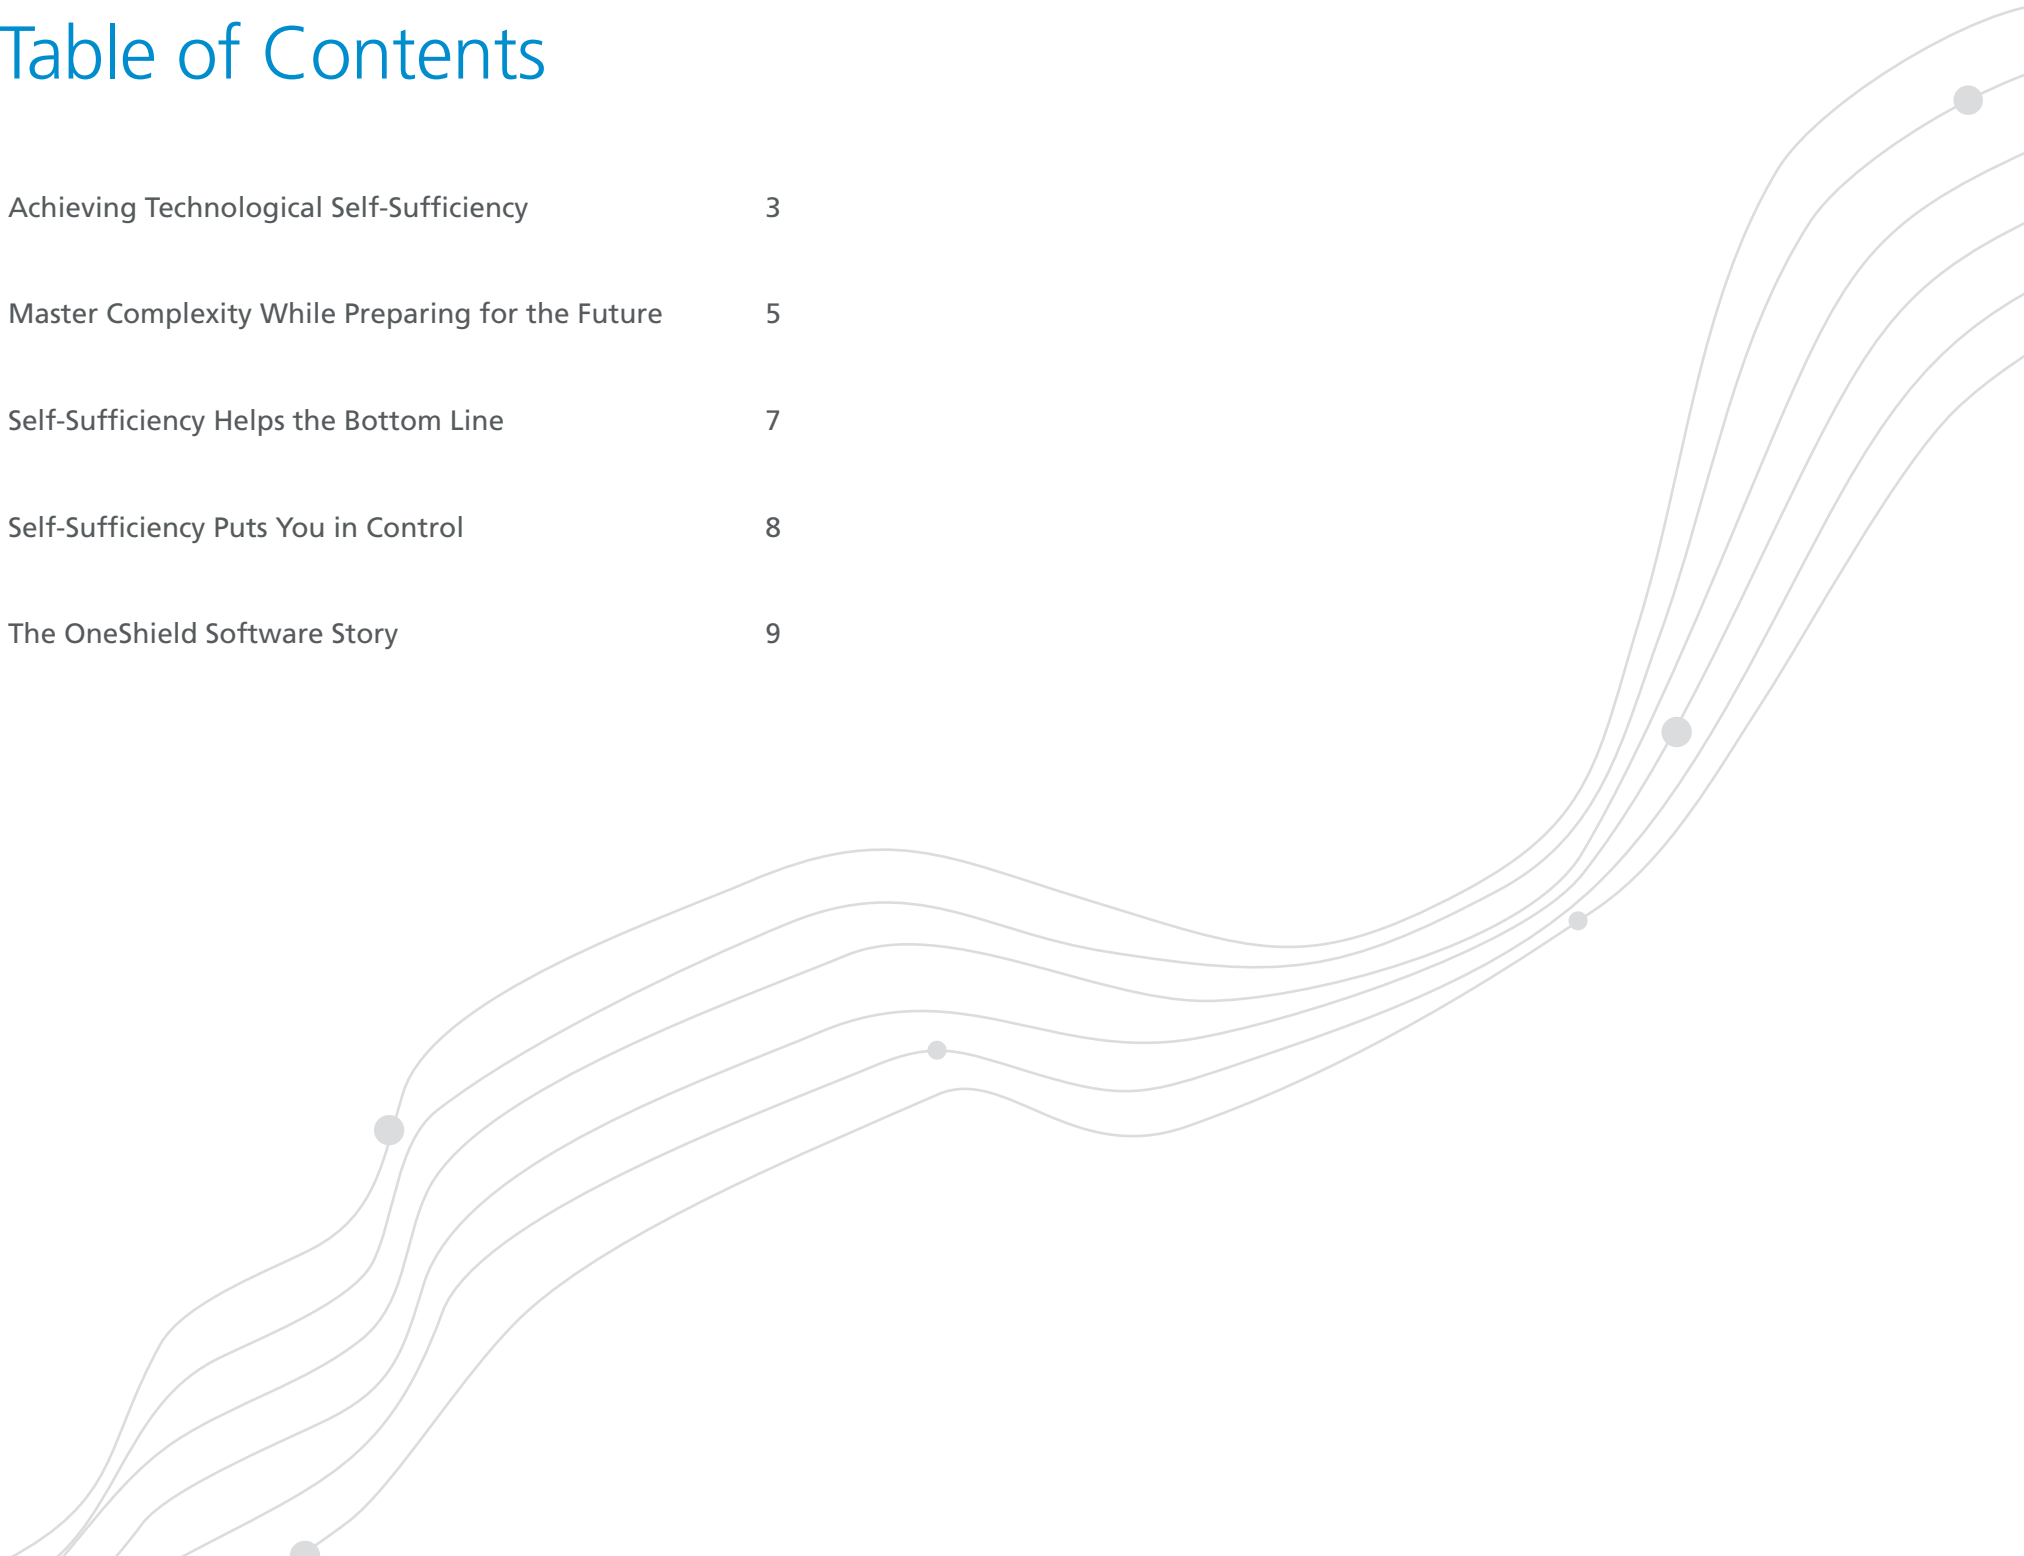 Table of Contents
Achieving Technological Self-Sufficiency 3
Master Complexity While Preparing for the Future 5
Self-Sufficiency Helps the Bottom Line 7
Self-Sufficiency Puts You in Control 8
The OneShield Software Story 9